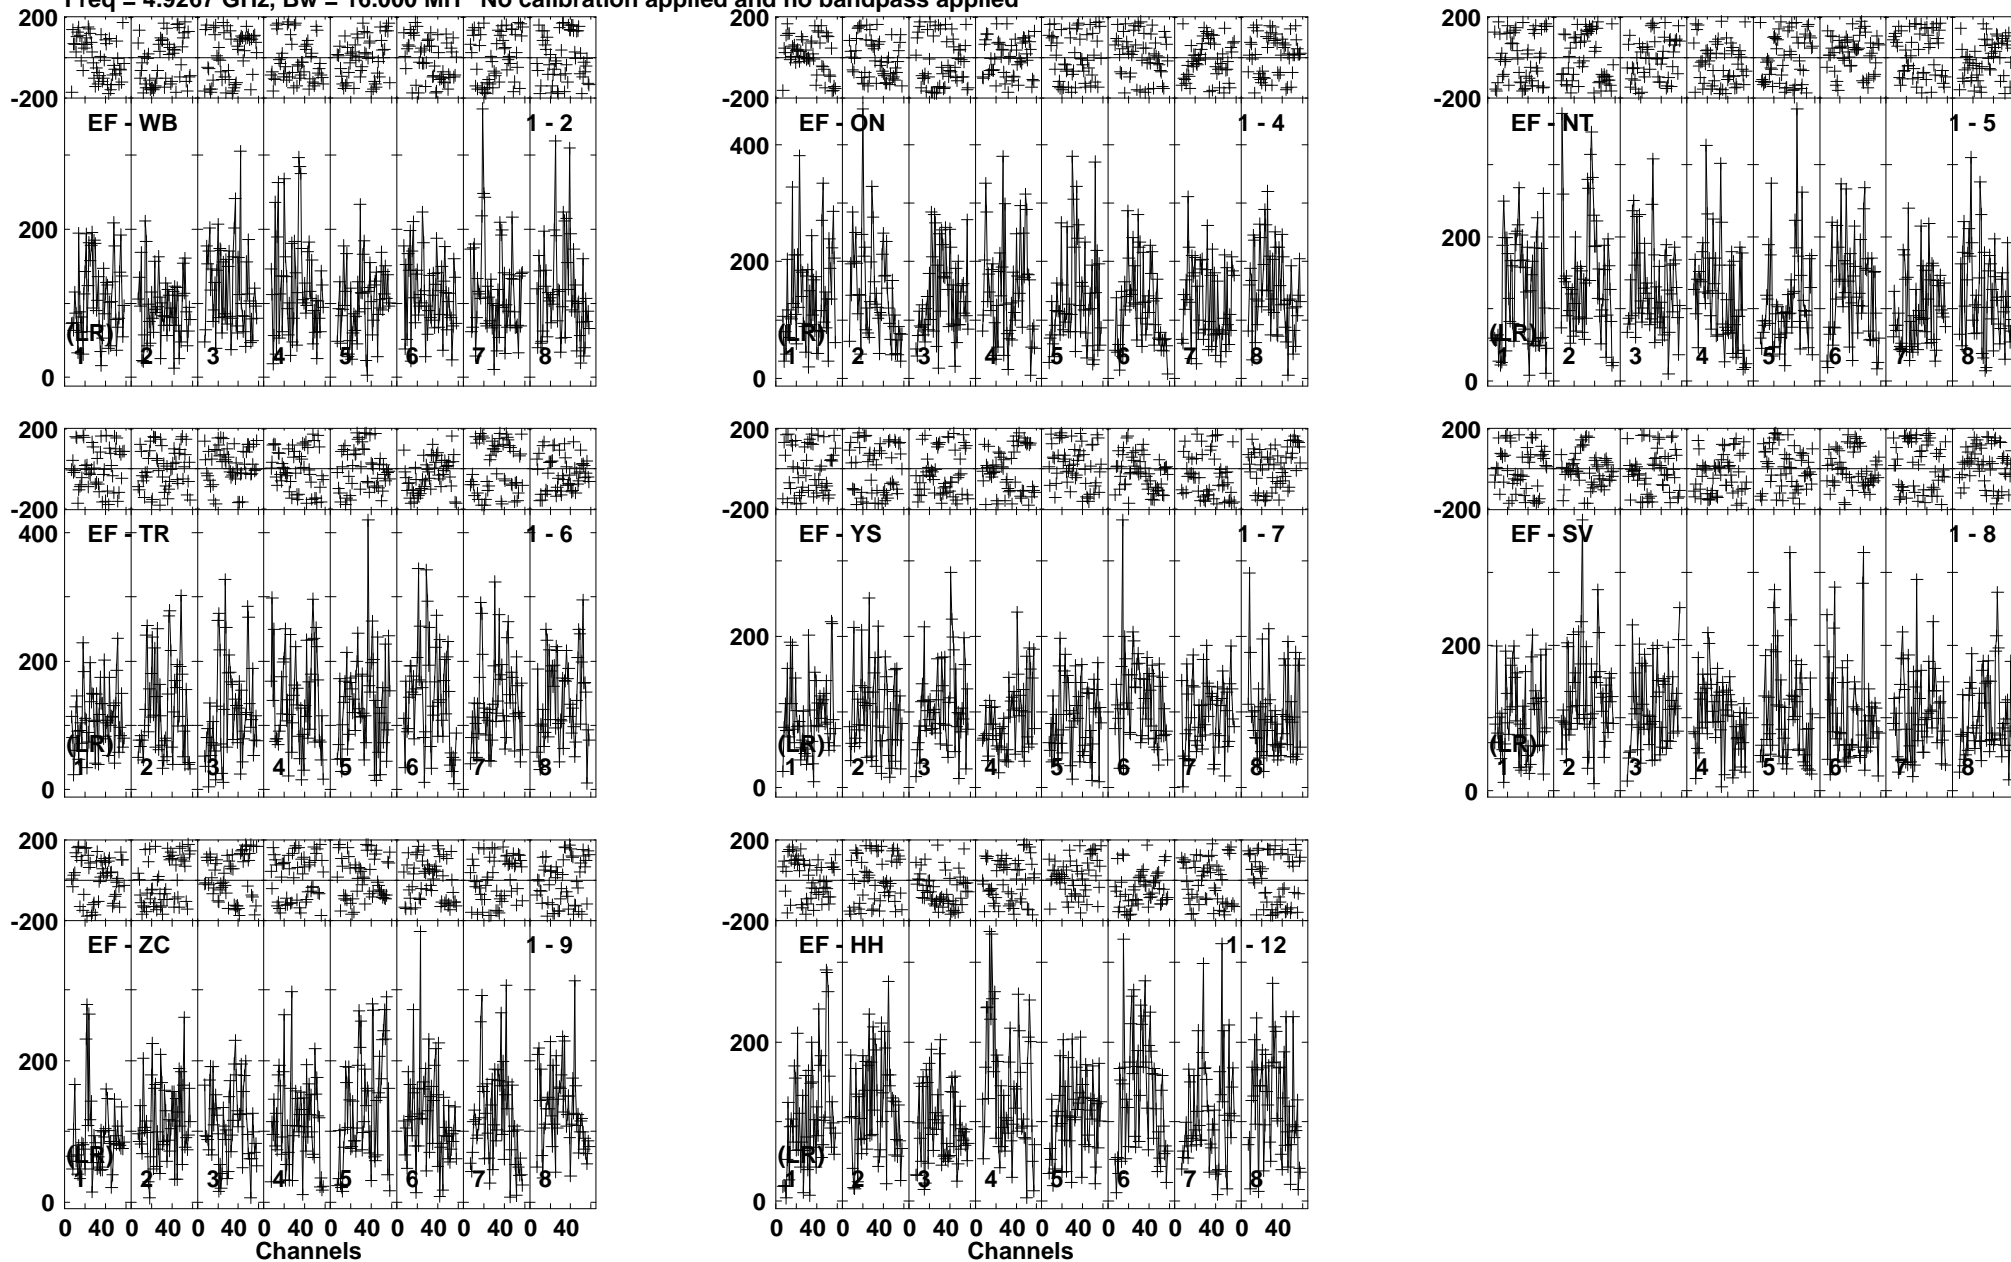 Freq = 4.9267 GHz, Bw = 16.000 MH No calibration applied and no bandpass applied
200 200 200
-200 -200 -200
EF - WB 1 - 2 EF - ON 1 - 4 EF - NT 1 - 5
400
200 200 200
(LR) (LR) (LR)
1 2 3 4 5 6 7 8 1 2 3 4 5 6 7 8 1 2 3 4 5 6 7 8
0 0 0
200 200 200
-200 -200 -200
EF - TR 1 - 6 EF - YS 1 - 7 EF - SV 1 - 8
400
200 200 200
(LR) (LR) (LR)
1 2 3 4 5 6 7 8 1 2 3 4 5 6 7 8 1 2 3 4 5 6 7 8
0 0 0
200 200
-200 -200
EF - ZC 1 - 9 EF - HH 1 - 12
200 200
(LR) (LR)
1 2 3 4 5 6 7 8 1 2 3 4 5 6 7 8
0 0
0 40 0 40 0 40 0 40 0 40 0 40 0 40 0 40 0 40 0 40 0 40 0 40 0 40 0 40 0 40 0 40
Channels Channels